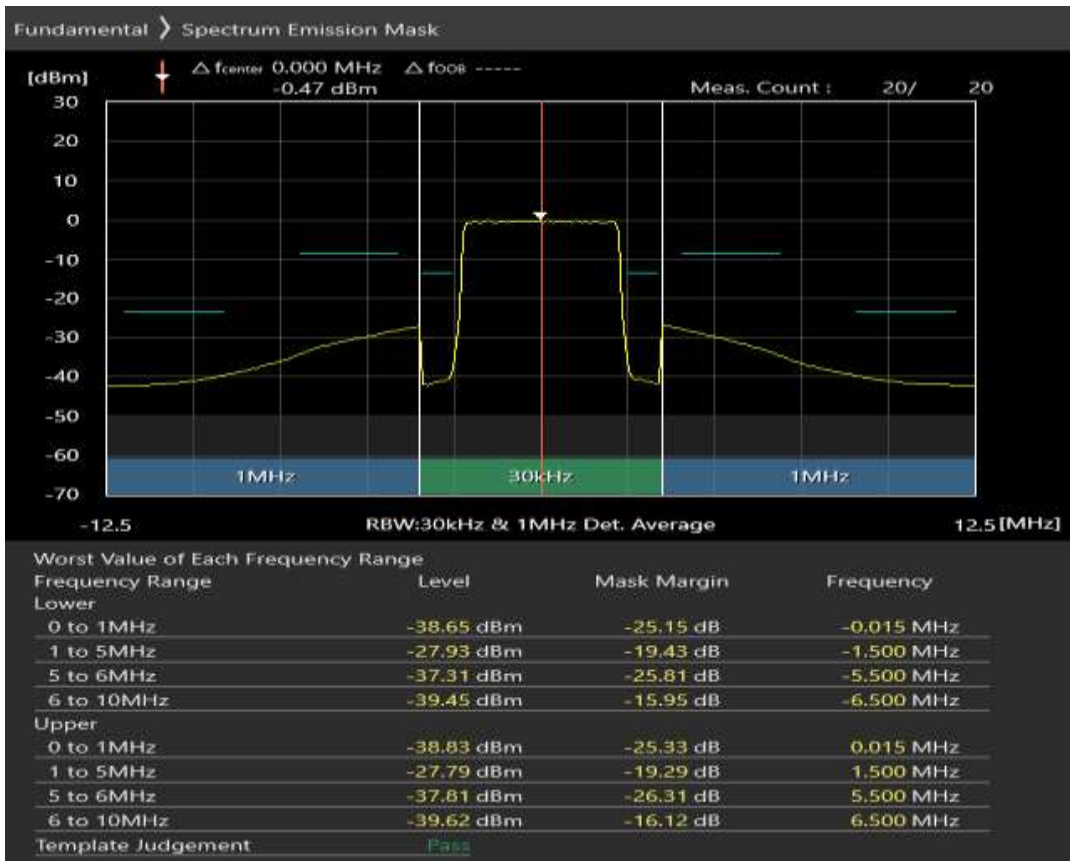 Fundamental ❯ Spectrum Emission Mask
[dBm] △ fcenter 0.000 MHz △ fOOB -----
-0.47 dBm Meas. Count : 20/ 20
30
20
10
0
-10
-20
-30
-40
-50
-60
1MHz 30kHz 1MHz
-70
-12.5 RBW:30kHz & 1MHz Det. Average 12.5 [MHz]
Worst Value of Each Frequency Range
Frequency Range Level Mask Margin Frequency
Lower
0 to 1MHz -38.65 dBm -25.15 dB -0.015 MHz
1 to 5MHz -27.93 dBm -19.43 dB -1.500 MHz
5 to 6MHz -37.31 dBm -25.81 dB -5.500 MHz
6 to 10MHz -39.45 dBm -15.95 dB -6.500 MHz
Upper
0 to 1MHz -38.83 dBm -25.33 dB 0.015 MHz
1 to 5MHz -27.79 dBm -19.29 dB 1.500 MHz
5 to 6MHz -37.81 dBm -26.31 dB 5.500 MHz
6 to 10MHz -39.62 dBm -16.12 dB 6.500 MHz
Template Judgement Pass